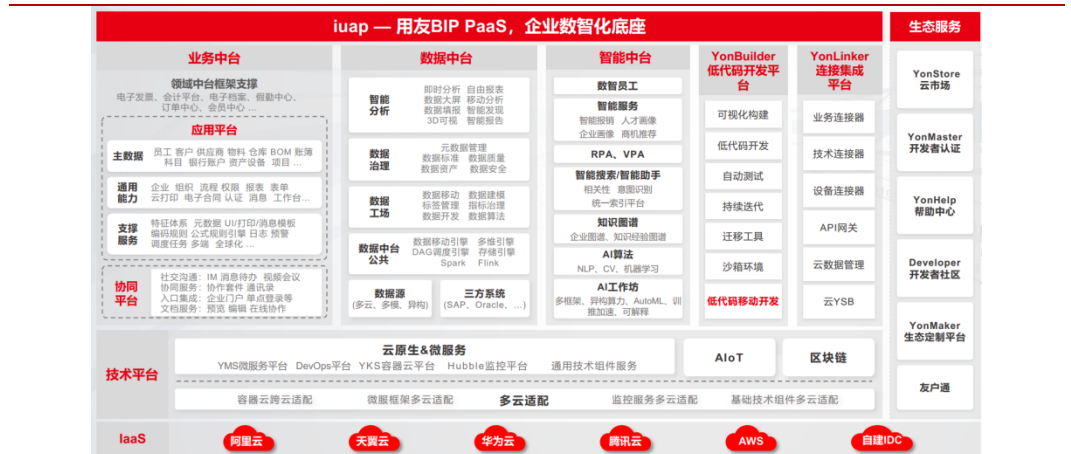 iuap — 用友BIP PaaS，企业数智化底座
业务中台
领域中台框架支撑
电子发票、会计平台、电子档案、假勤中心、
订单中心、会员中心 ...
应用平台
主数据
员工 客户 供应商 物料 仓库 BOM 账簿
科目 银行账户 资产设备 项目 ...
通用
能力
企业 组织 流程 权限 报表 表单
云打印 电子合同 认证 消息 工作台...
支撑
服务
特征体系 元数据 UI/打印/消息模板
编码规则 公式规则引擎 日志 预警
调度任务 多端 全球化 ...
协同
平台
社交沟通：IM 消息待办 视频会议
协同服务：协作套件 通讯录
入口集成：企业门户 单点登录等
文档服务：预览 编辑 在线协作
数据中台
智能
分析
即时分析 自由报表
数据大屏 移动分析
数据填报 智能发现
3D可视 智能报告
数据
治理
元数据管理
数据标准 数据质量
数据资产 数据安全
数据
工场
数据移动 数据建模
标签管理 指标治理
数据开发 数据算法
数据中台
公共
数据移动引擎 多维引擎
DAG调度引擎 存储引擎
Spark Flink
数据源
(多云、多模、异构)
三方系统
(SAP、Oracle、...)
智能中台
数智员工
智能服务
智能报销 人才画像
企业画像 商机推荐
RPA、VPA
智能搜索/智能助手
相关性 意图识别
统一索引平台
知识图谱
企业图谱、知识经验图谱
AI算法
NLP、CV、机器学习
AI工作坊
多框架、异构算力、AutoML、训
推加速、可解释
YonBuilder
低代码开发平
台
可视化构建
低代码开发
自动测试
持续迭代
迁移工具
沙箱环境
低代码移动开发
YonLinker
连接集成
平台
业务连接器
技术连接器
设备连接器
API网关
云数据管理
云YSB
技术平台
云原生&微服务
YMS微服务平台 DevOps平台 YKS容器云平台 Hubble监控平台 通用技术组件服务
AIoT
区块链
容器云跨云适配 微服框架多云适配 多云适配 监控服务多云适配 基础技术组件多云适配
IaaS
阿里云
天翼云
华为云
腾讯云
AWS
自建IDC
生态服务
YonStore
云市场
YonMaster
开发者认证
YonHelp
帮助中心
Developer
开发者社区
YonMaker
生态定制平台
友户通